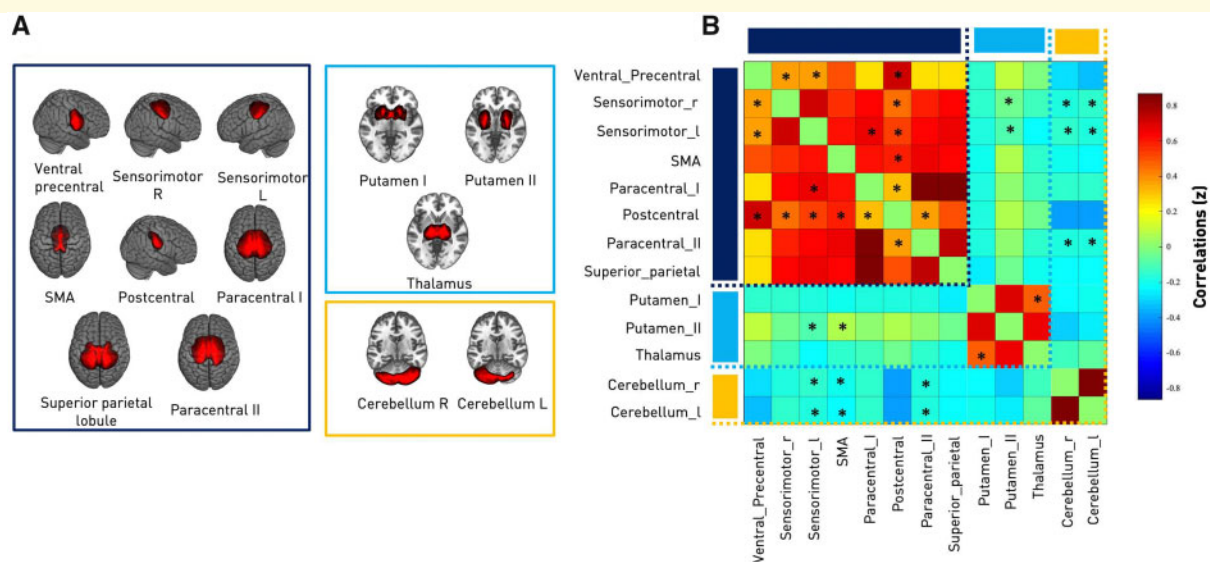 A
B
Ventral
precentral
Sensorimotor
R
Sensorimotor
L
SMA
Postcentral
Paracentral I
Superior parietal
lobule
Paracentral II
Putamen I
Putamen II
Thalamus
Cerebellum R
Cerebellum L
Ventral_Precentral
Sensorimotor_r
Sensorimotor_l
SMA
Paracentral_I
Postcentral
Paracentral_II
Superior_parietal
Putamen_I
Putamen_II
Thalamus
Cerebellum_r
Cerebellum_l
Ventral_Precentral
Sensorimotor_r
Sensorimotor_l
SMA
Paracentral_I
Postcentral
Paracentral_II
Superior_parietal
Putamen_I
Putamen_II
Thalamus
Cerebellum_r
Cerebellum_l
0.8
0.6
0.4
0.2
0
-0.2
-0.4
-0.6
-0.8
Correlations (z)